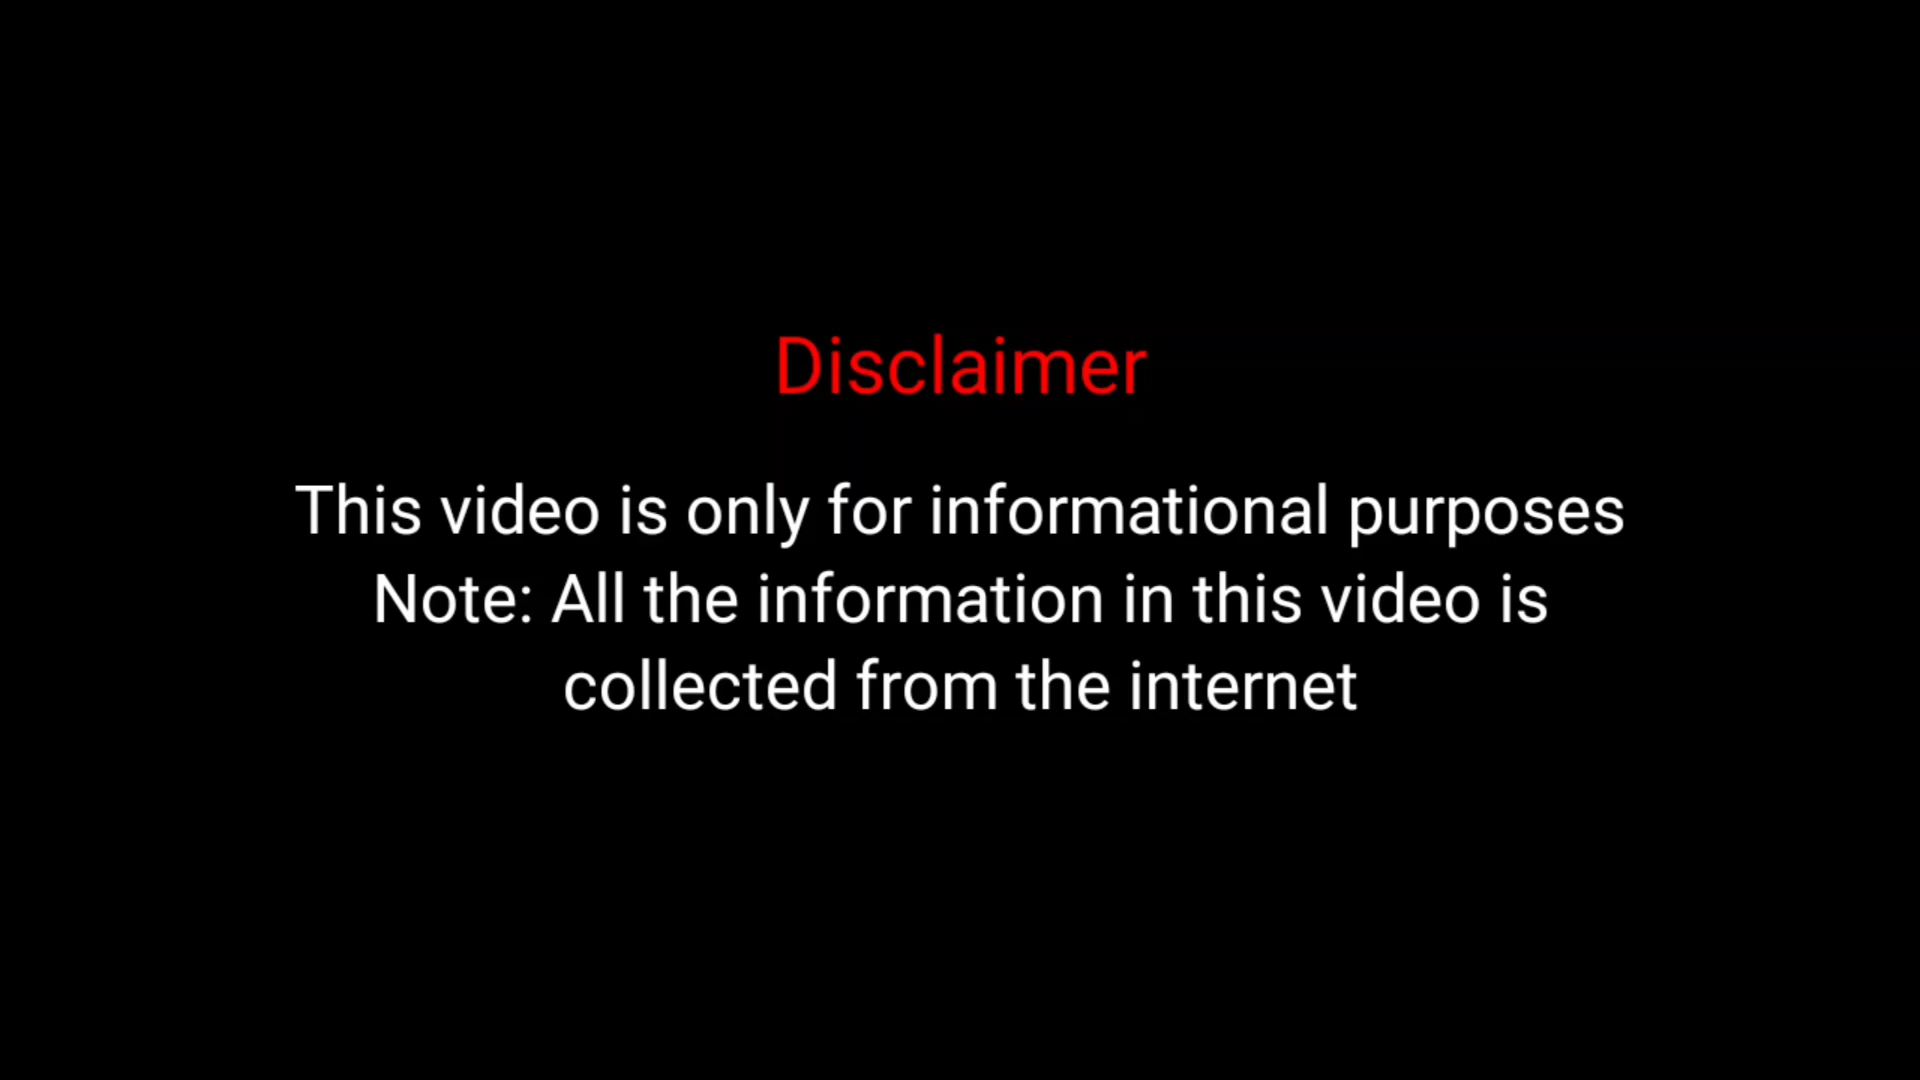 Disclaimer
This video is only for informational purposes
Note: All the information in this video is
collected from the internet